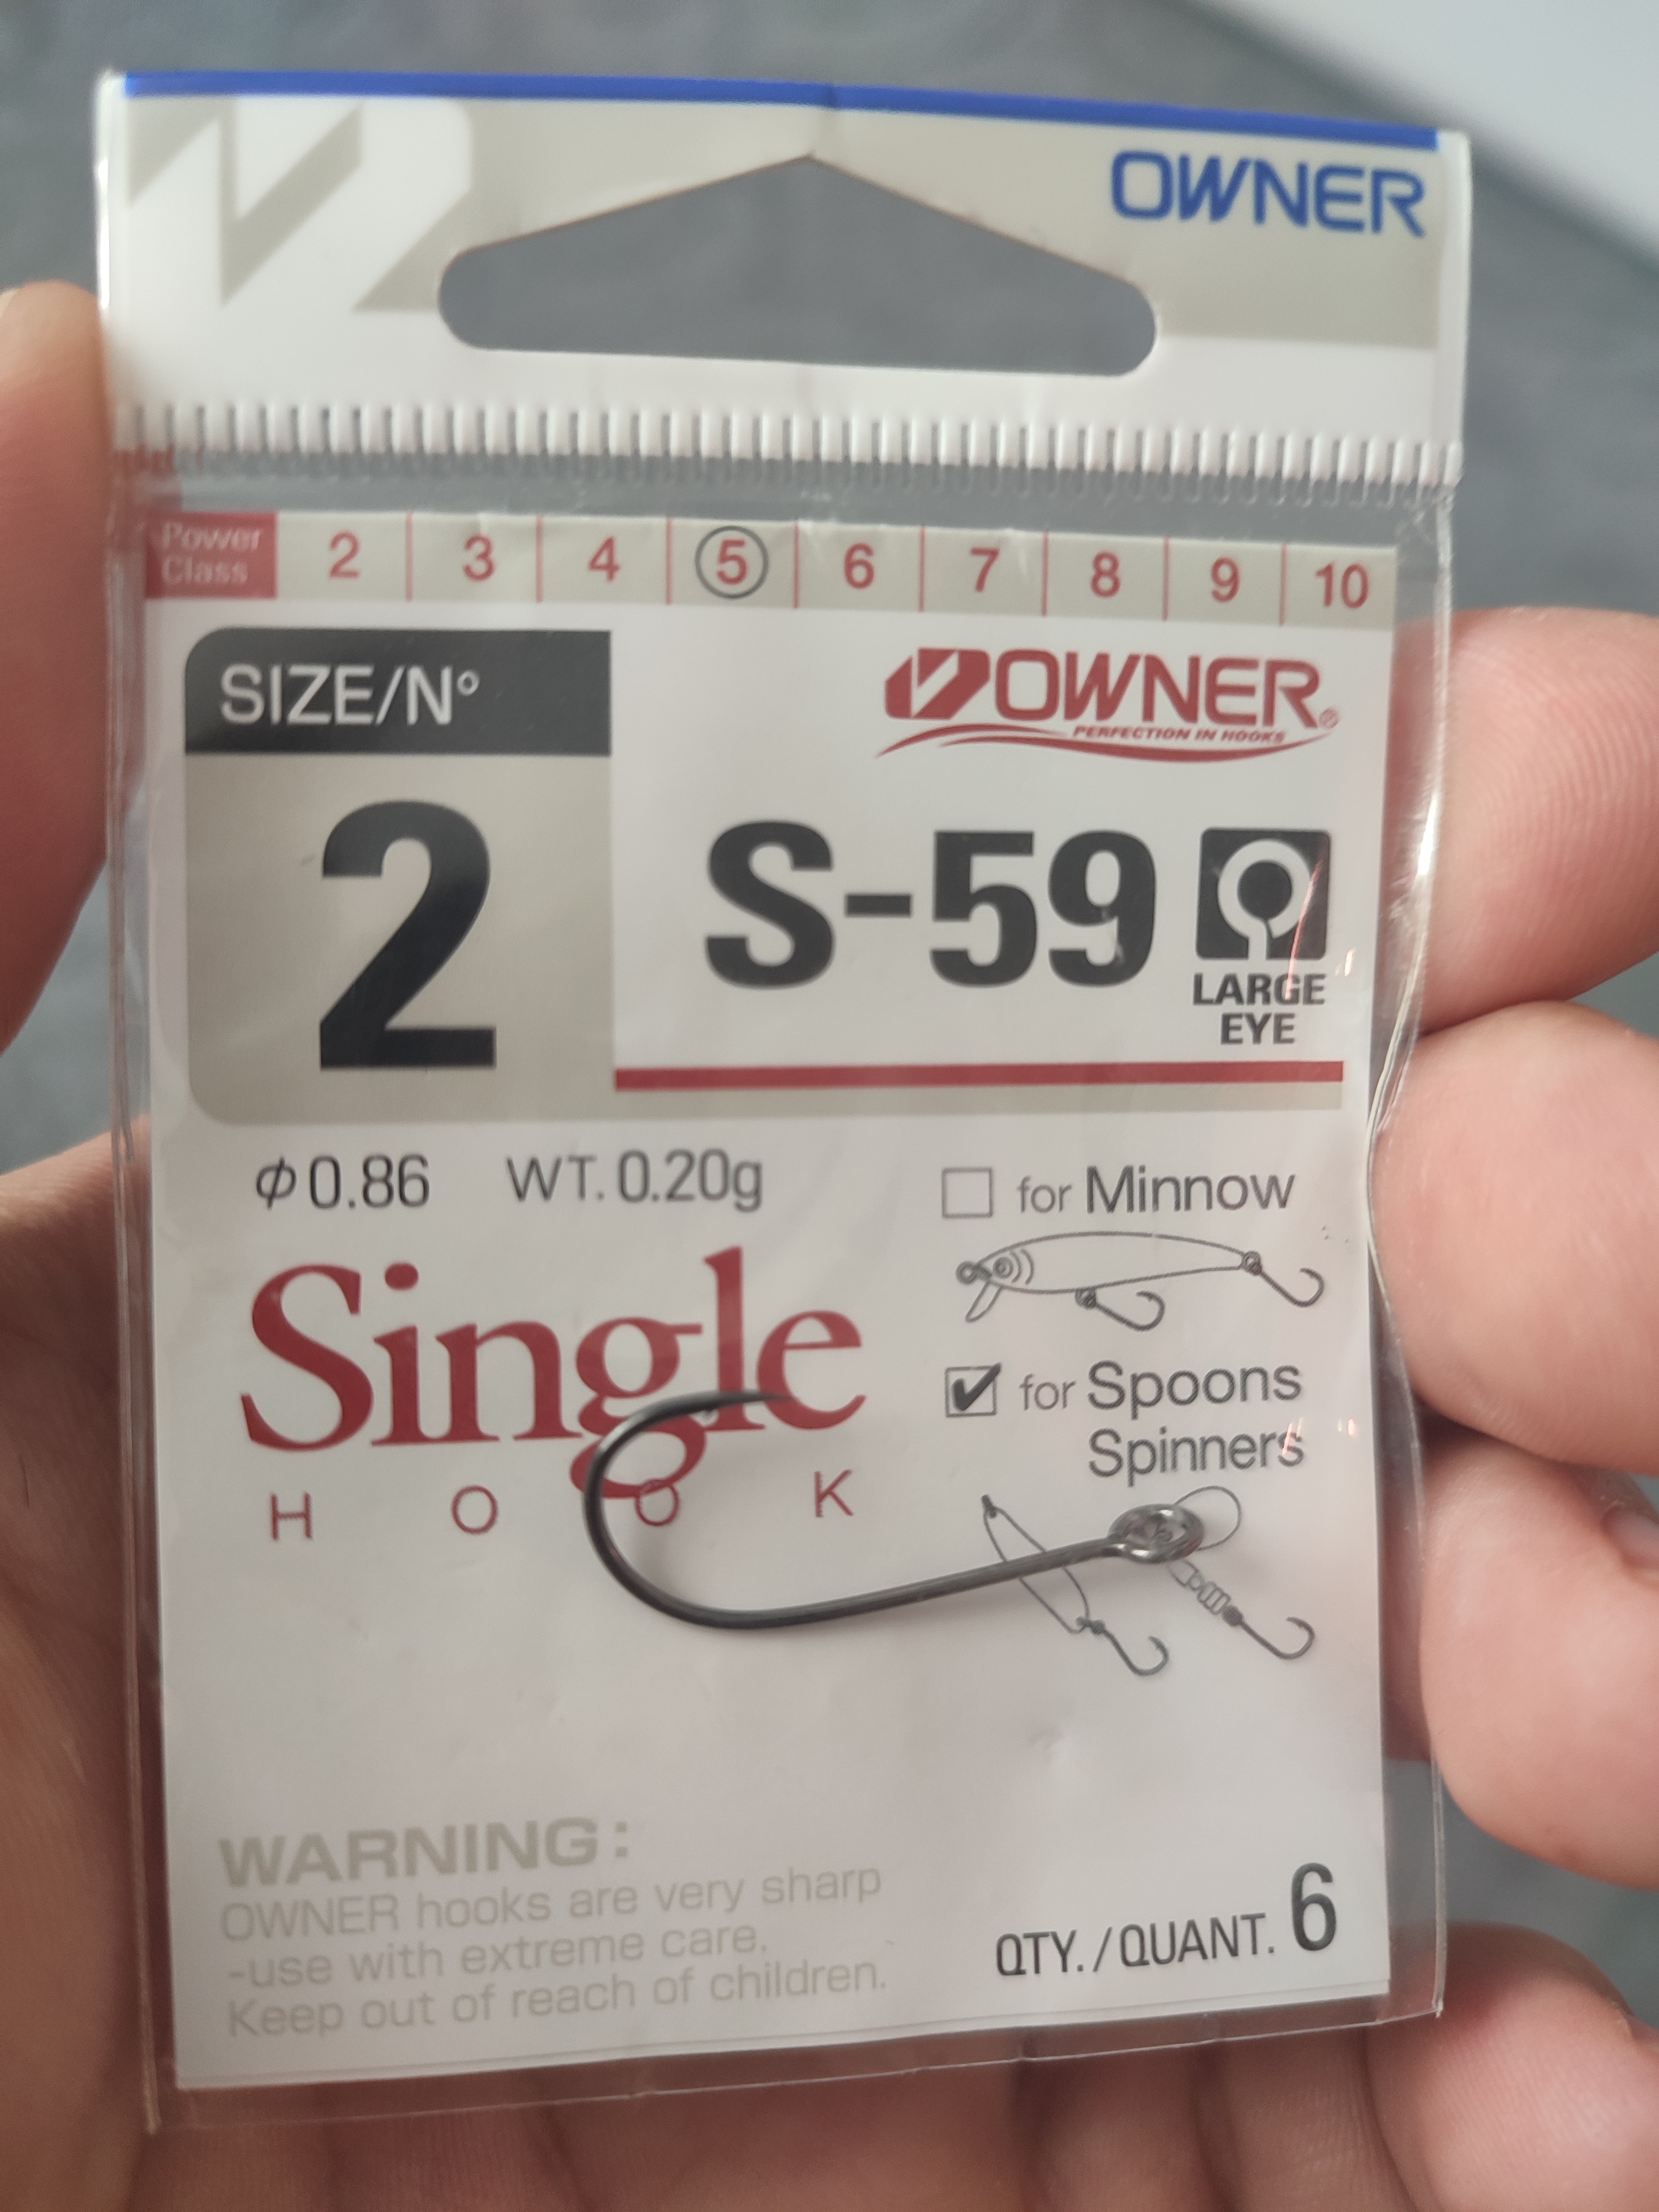 OWNER
Power
Class
2 3 4 5 6 7 8 9 10
SIZE/N°
2
OWNER®
PERFECTION IN HOOKS
S-59
LARGE
EYE
Φ0.86 WT. 0.20g
Single
HOOK
for Minnow
for Spoons
Spinners
WARNING:
OWNER hooks are very sharp
-use with extreme care.
Keep out of reach of children.
QTY./QUANT. 6